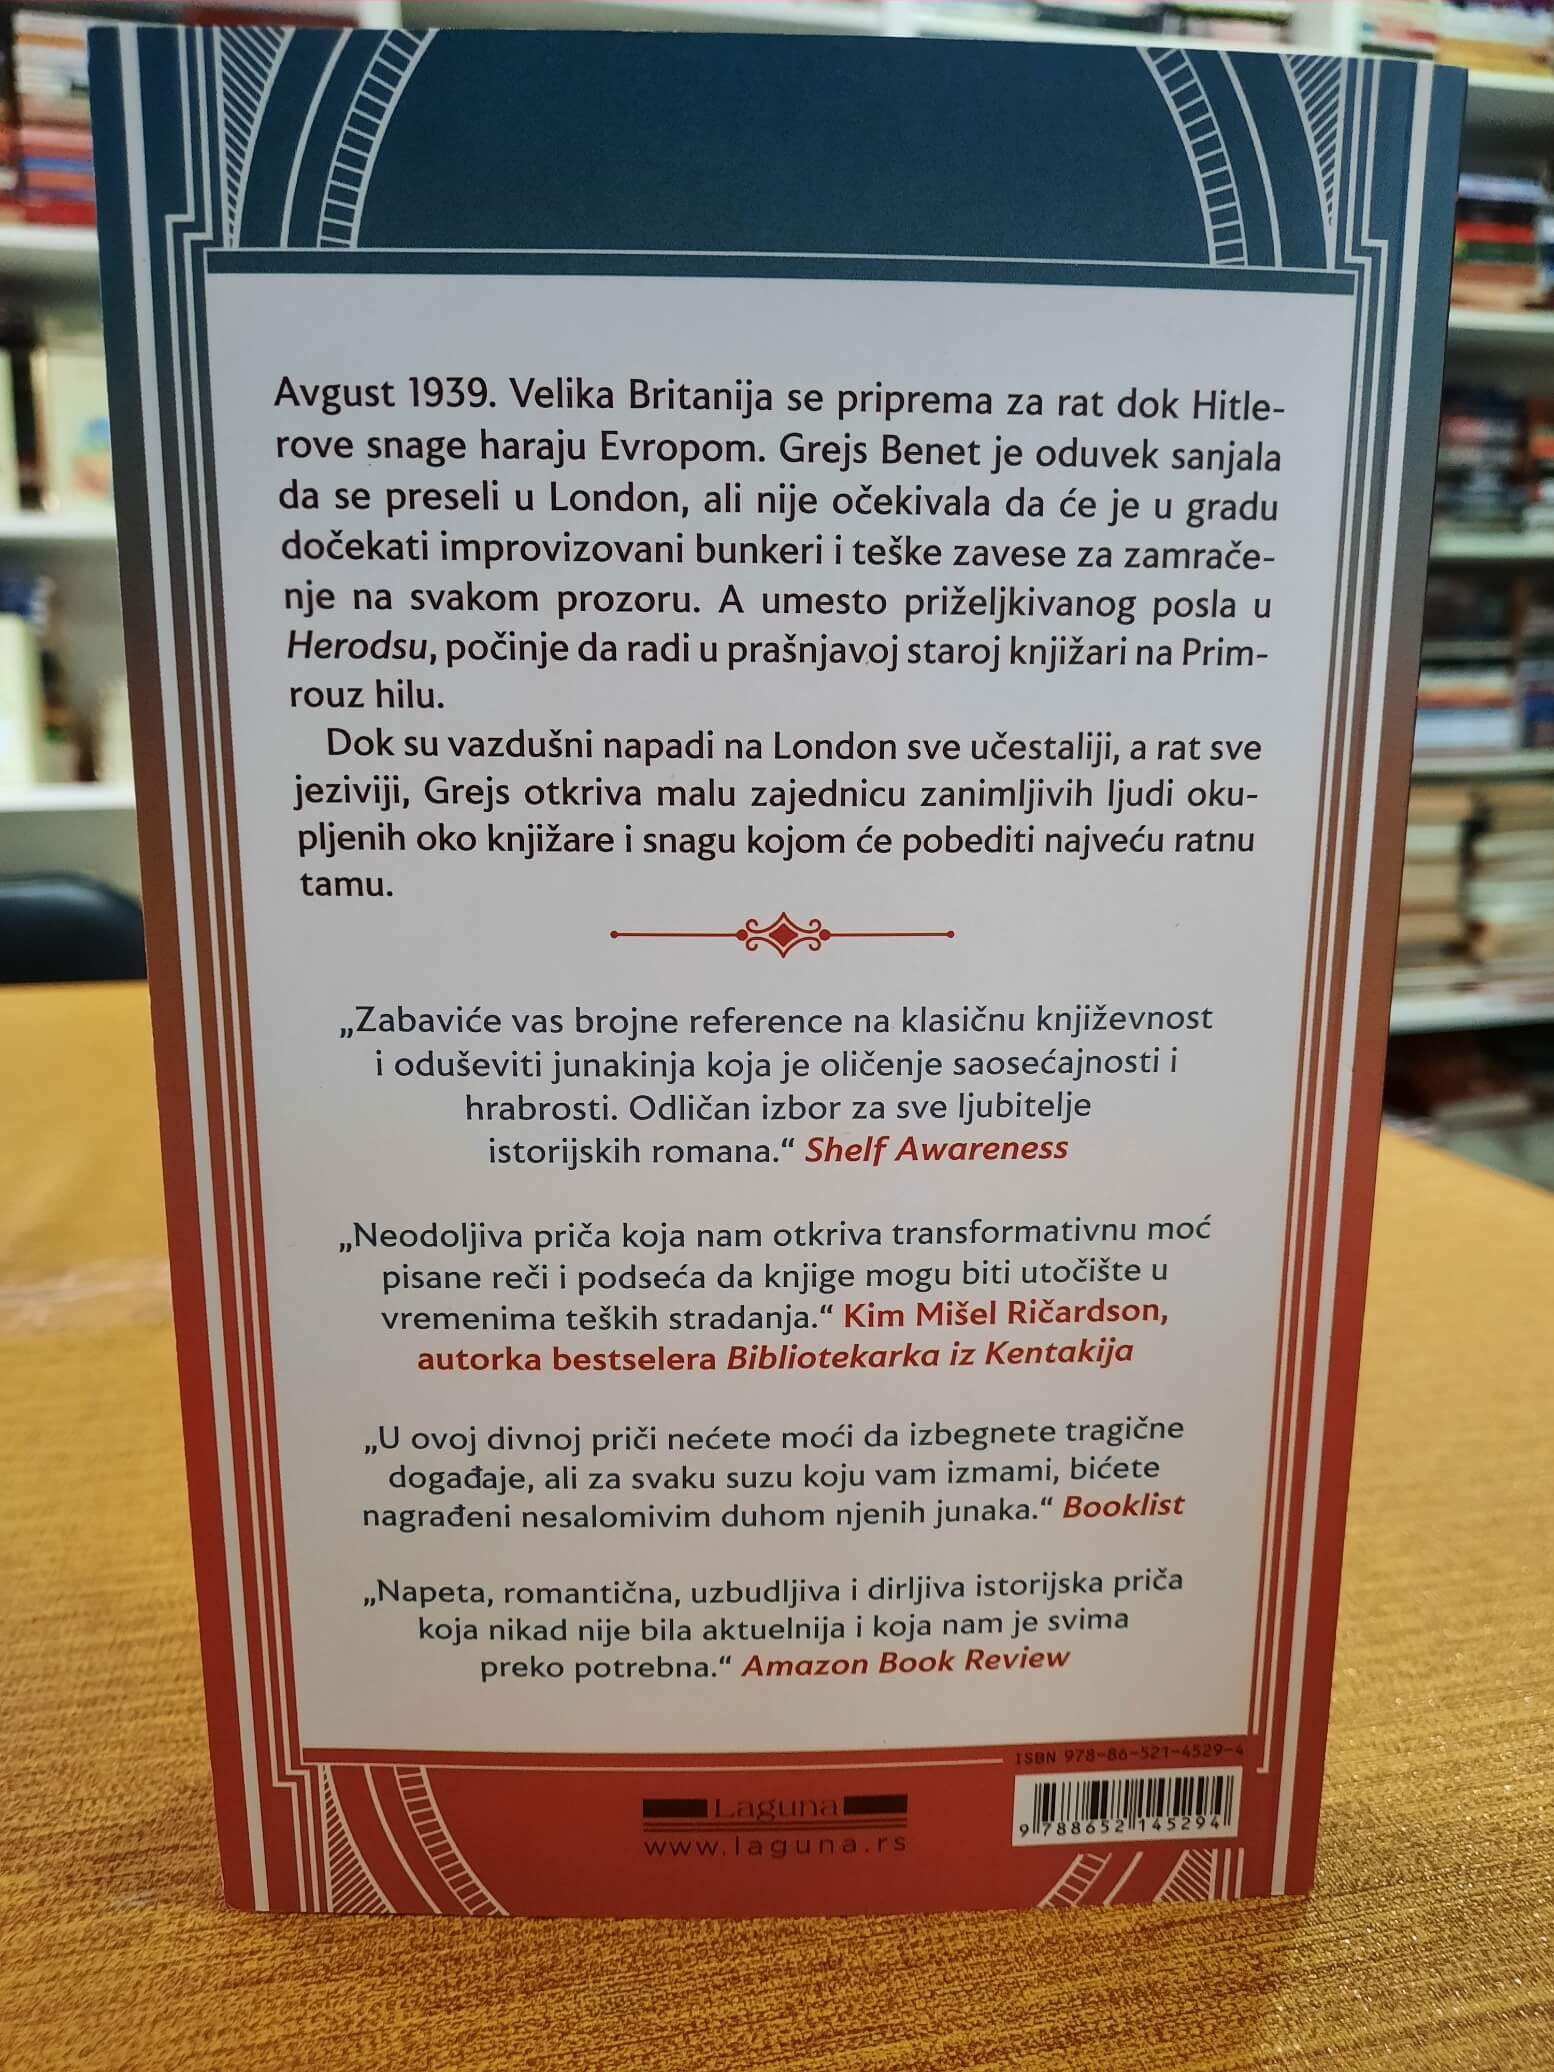 Avgust 1939. Velika Britanija se priprema za rat dok Hitle-
rove snage haraju Evropom. Grejs Benet je oduvek sanjala
da se preseli u London, ali nije očekivala da će je u gradu
dočekati improvizovani bunkeri i teške zavese za zamrače-
nje na svakom prozoru. A umesto priželjkivanog posla u
Herodsu, počinje da radi u prašnjavoj staroj knjižari na Prim-
rouz hilu.
Dok su vazdušni napadi na London sve učestaliji, a rat sve
jeziviji, Grejs otkriva malu zajednicu zanimljivih ljudi oku-
pljenih oko knjižare i snagu kojom će pobediti najveću ratnu
tamu.
„Zabaviće vas brojne reference na klasičnu književnost
i oduševiti junakinja koja je oličenje saosećajnosti i
hrabrosti. Odličan izbor za sve ljubitelje
istorijskih romana.“ Shelf Awareness
„Neodoljiva priča koja nam otkriva transformativnu moć
pisane reči i podseća da knjige mogu biti utočište u
vremenima teških stradanja.“ Kim Mišel Ričardson,
autorka bestselera Bibliotekarka iz Kentakija
„U ovoj divnoj priči nećete moći da izbegnete tragične
događaje, ali za svaku suzu koju vam izmami, bićete
nagrađeni nesalomivim duhom njenih junaka.“ Booklist
„Napeta, romantična, uzbudljiva i dirljiva istorijska priča
koja nikad nije bila aktuelnija i koja nam je svima
preko potrebna.“ Amazon Book Review
ISBN 978-86-521-4529-4
Laguna
www.laguna.rs
9 788652 145294